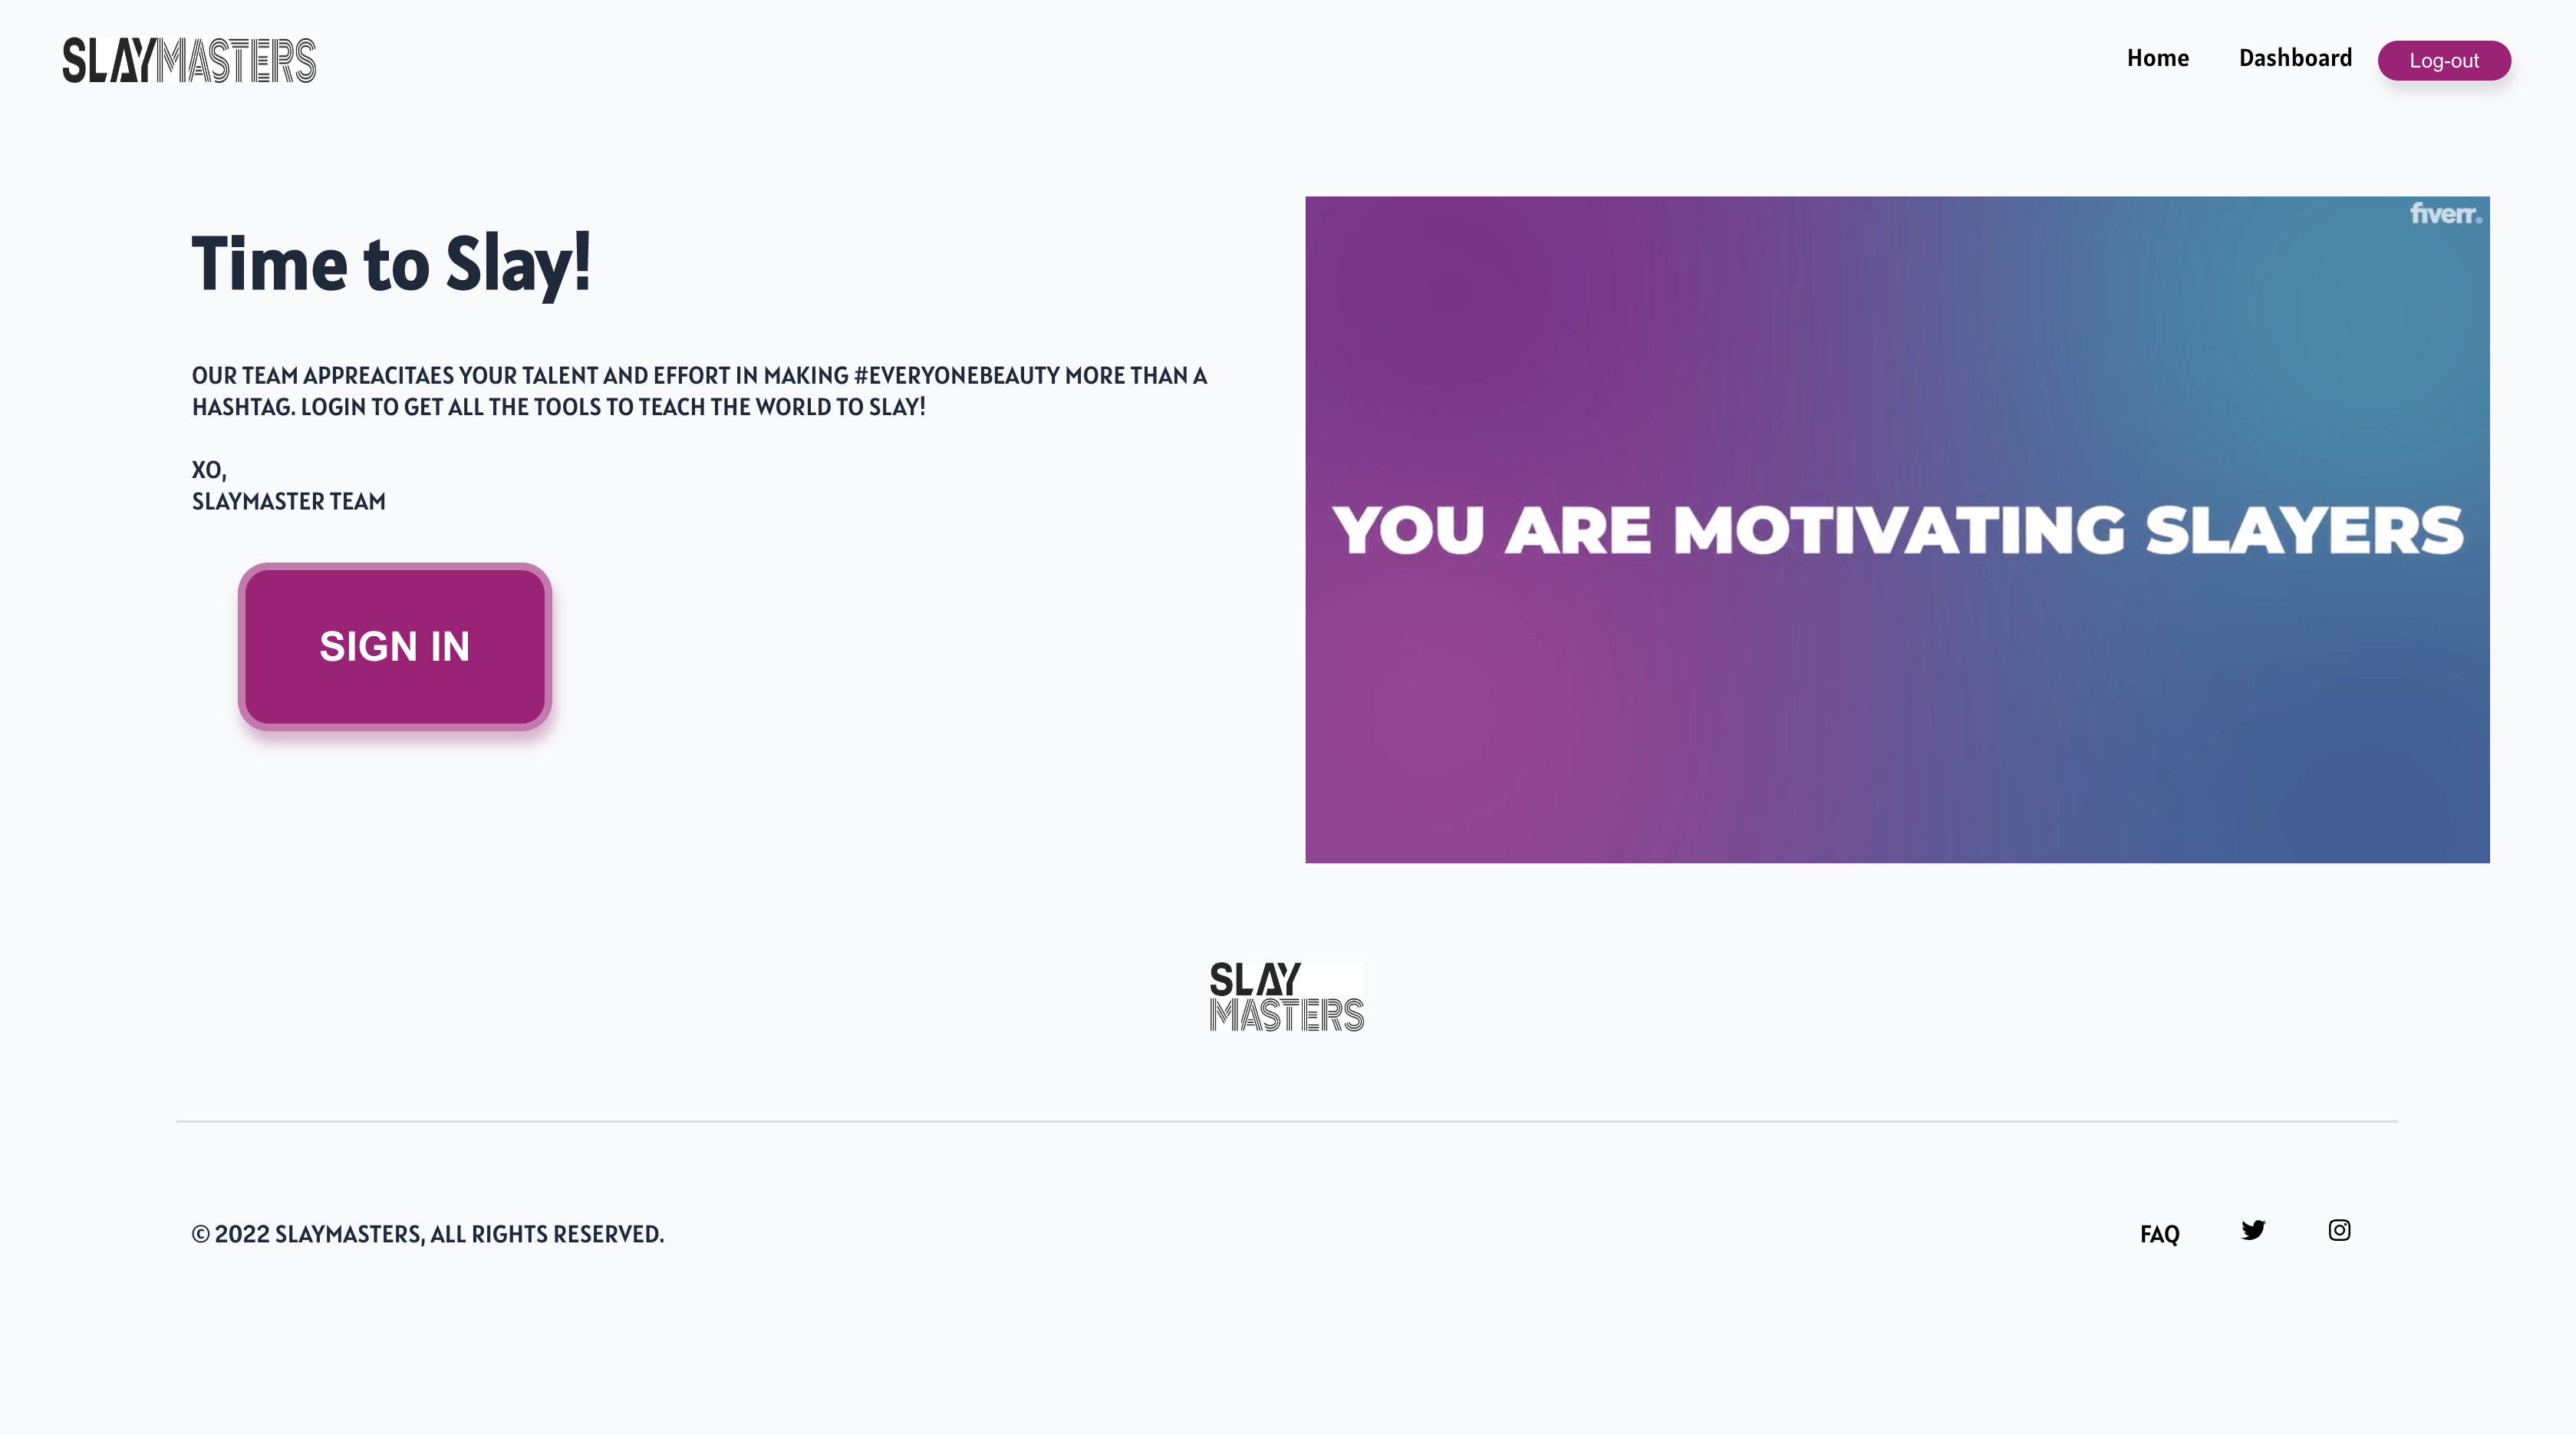 SLAYMASTERS
Home Dashboard Log-out
Time to Slay!
OUR TEAM APPREACITAES YOUR TALENT AND EFFORT IN MAKING #EVERYONEBEAUTY MORE THAN A
HASHTAG. LOGIN TO GET ALL THE TOOLS TO TEACH THE WORLD TO SLAY!
XO,
SLAYMASTER TEAM
SIGN IN
fiverr®
YOU ARE MOTIVATING SLAYERS
SLAY
MASTERS
© 2022 SLAYMASTERS, ALL RIGHTS RESERVED.
FAQ